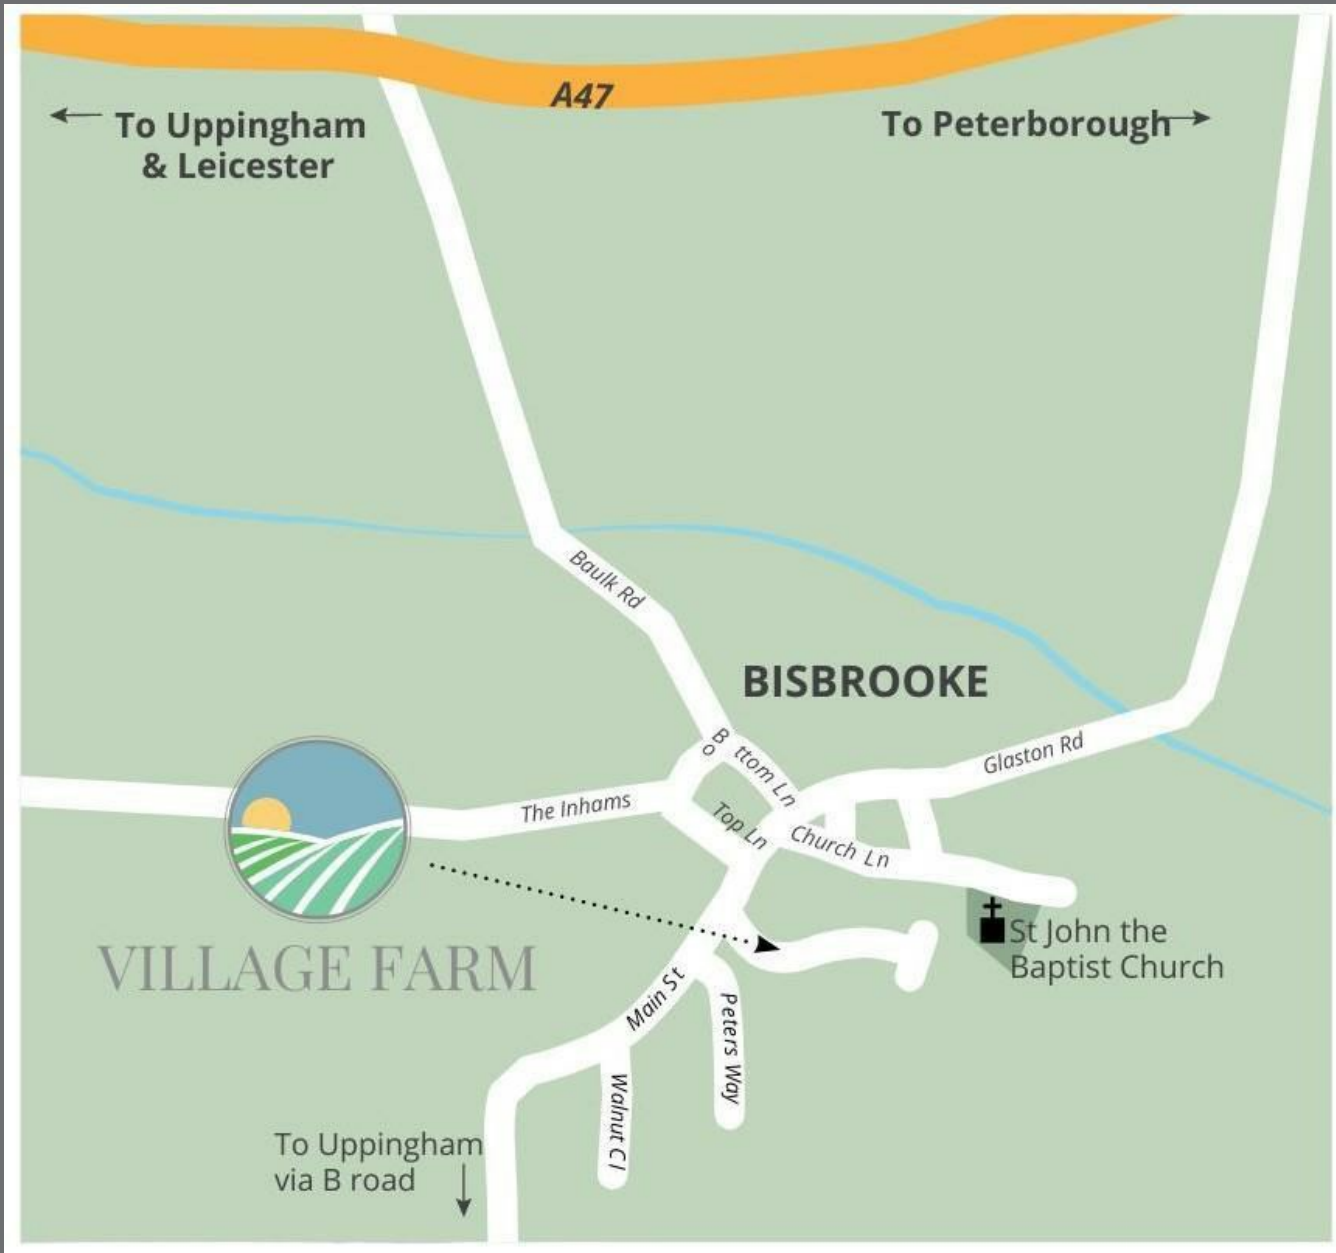 A47
To Uppingham
& Leicester
To Peterborough
Baulk Rd
BISBROOKE
Bottom Ln
Glaston Rd
The Inhams
Top Ln
Church Ln
VILLAGE FARM
St John the
Baptist Church
Main St
Peters Way
Walnut Cl
To Uppingham
via B road